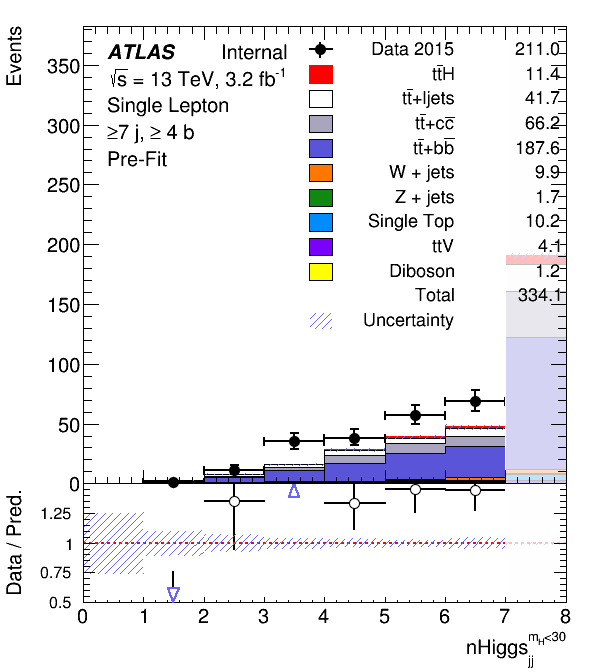 Events
ATLAS Internal
√s = 13 TeV, 3.2 fb⁻¹
Single Lepton
≥7 j, ≥ 4 b
Pre-Fit
Data 2015 211.0
tt̄H 11.4
tt̄+ljets 41.7
tt̄+cc̄ 66.2
tt̄+bb̄ 187.6
W + jets 9.9
Z + jets 1.7
Single Top 10.2
ttV 4.1
Diboson 1.2
Total 334.1
Uncertainty
350
300
250
200
150
100
50
0
Data / Pred.
1.25
1
0.75
0.5
0 1 2 3 4 5 6 7 8
nHiggs_jj^m_H<30